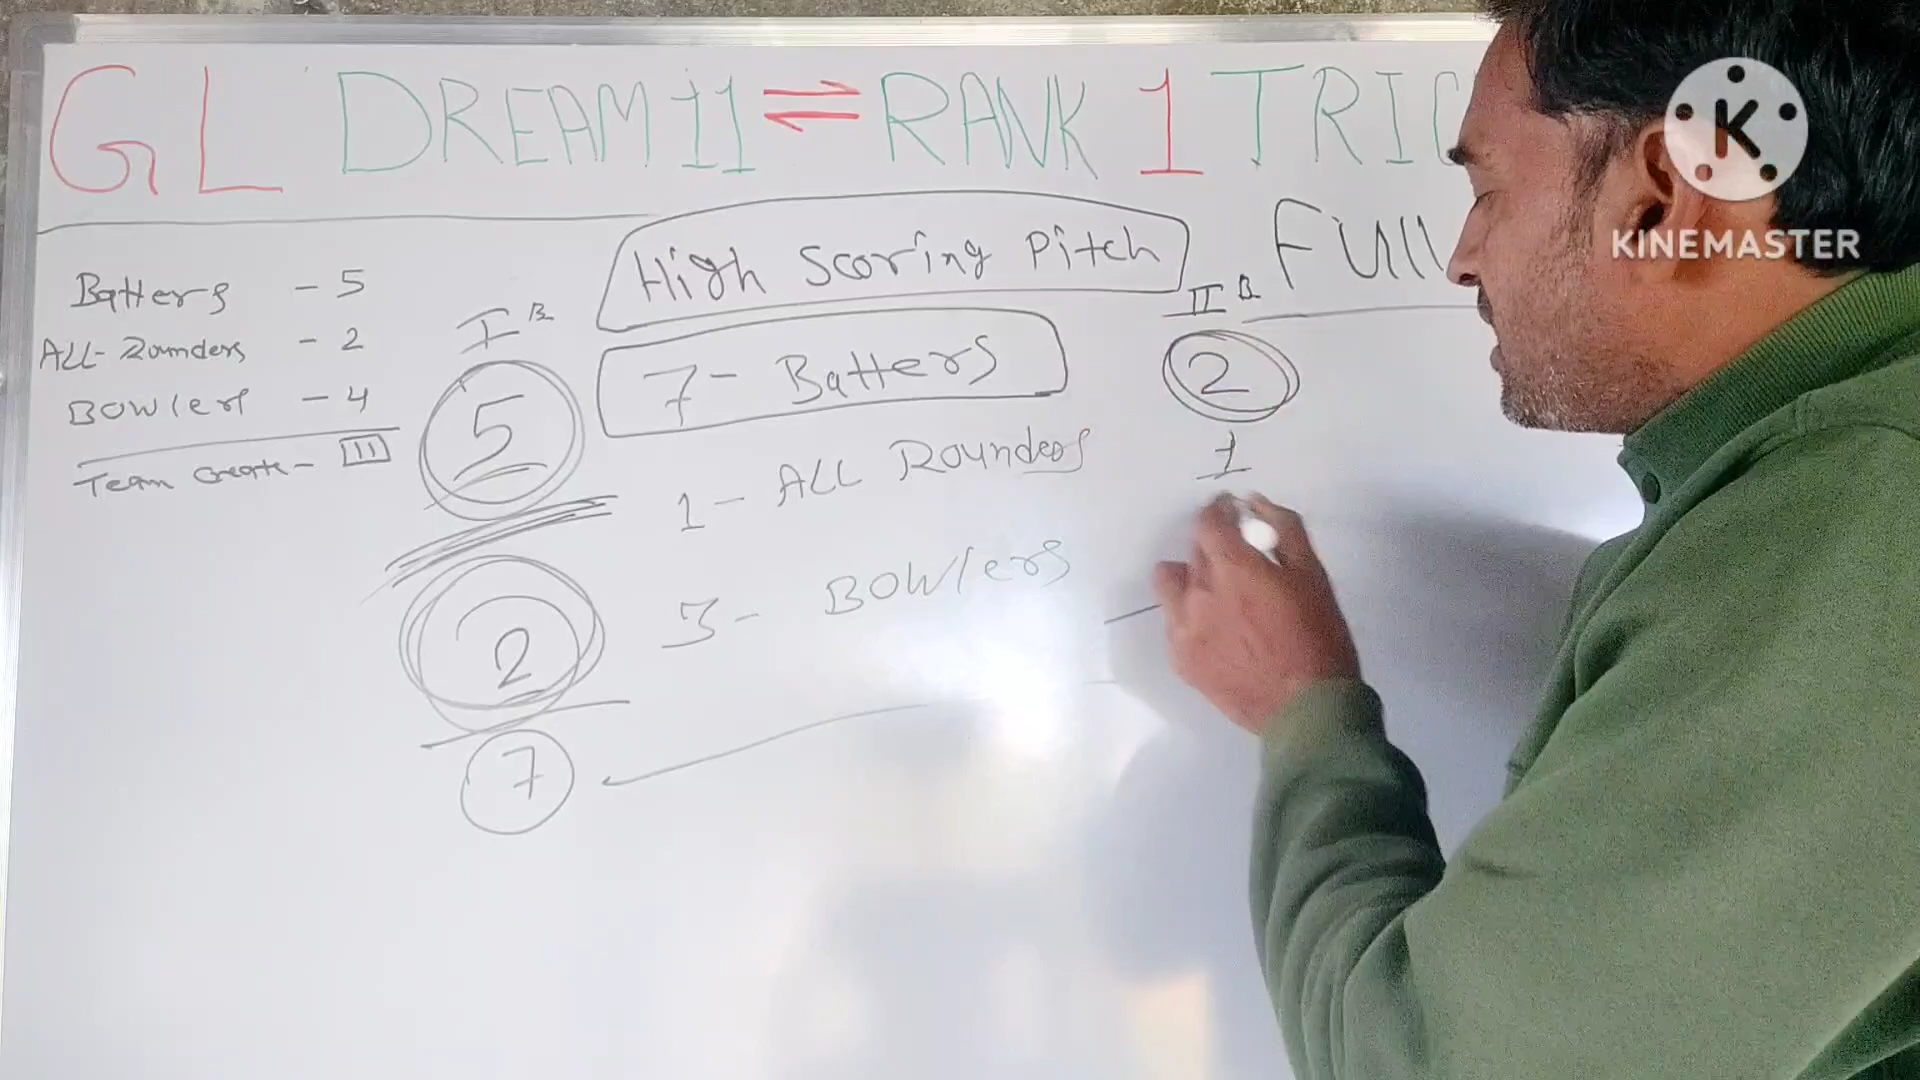 GL DREAM 11 ⇌ RANK 1 TRIC
High Scoring Pitch
FUll
Batters - 5
ALL-Rounders - 2
BOWlers - 4
Team Create - 11
I B
5
2
7
7 - Batters
1 - ALL Rounders
3 - BOWlers
II B
2
1
K
KINEMASTER